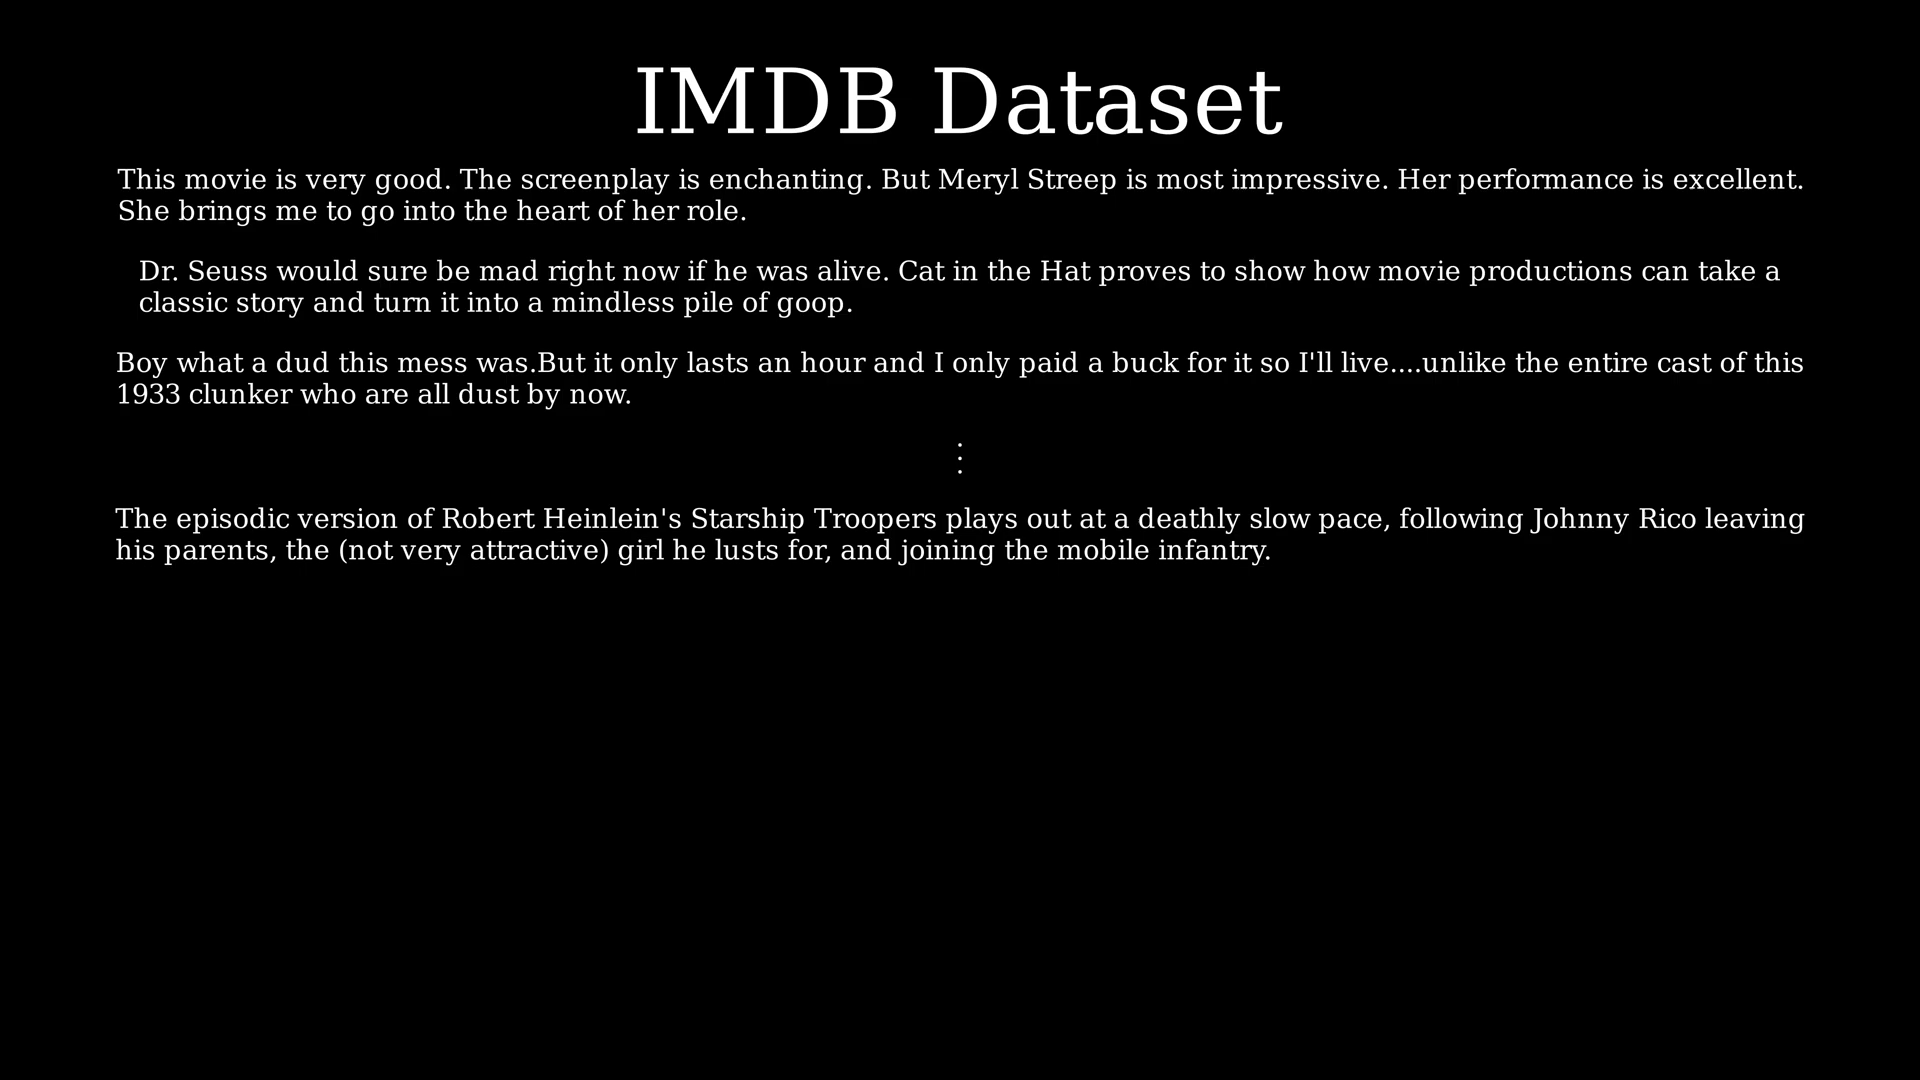 IMDB Dataset
This movie is very good. The screenplay is enchanting. But Meryl Streep is most impressive. Her performance is excellent.
She brings me to go into the heart of her role.
Dr. Seuss would sure be mad right now if he was alive. Cat in the Hat proves to show how movie productions can take a
classic story and turn it into a mindless pile of goop.
Boy what a dud this mess was.But it only lasts an hour and I only paid a buck for it so I'll live....unlike the entire cast of this
1933 clunker who are all dust by now.
⋮
The episodic version of Robert Heinlein's Starship Troopers plays out at a deathly slow pace, following Johnny Rico leaving
his parents, the (not very attractive) girl he lusts for, and joining the mobile infantry.